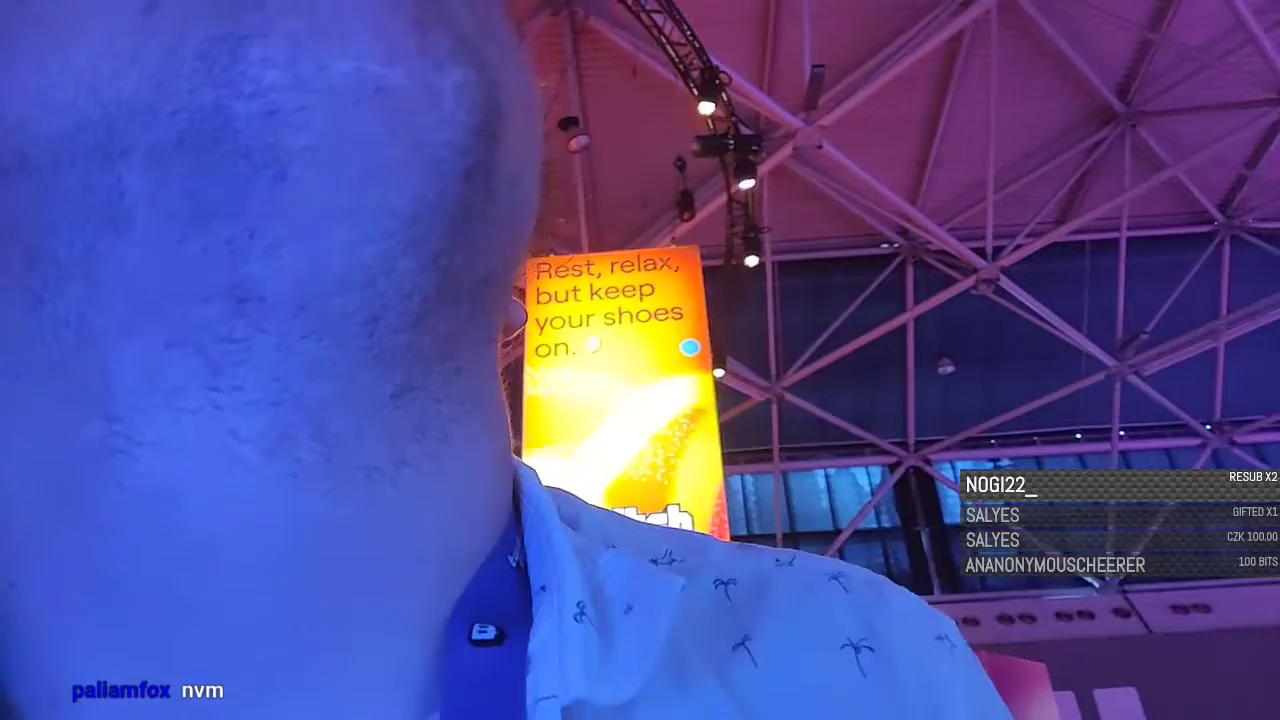 Rest, relax,
but keep
your shoes
on.
NOGI22_ RESUB X2
SALYES GIFTED X1
SALYES CZK 100.00
ANANONYMOUSCHEERER 100 BITS
paliamfox nvm